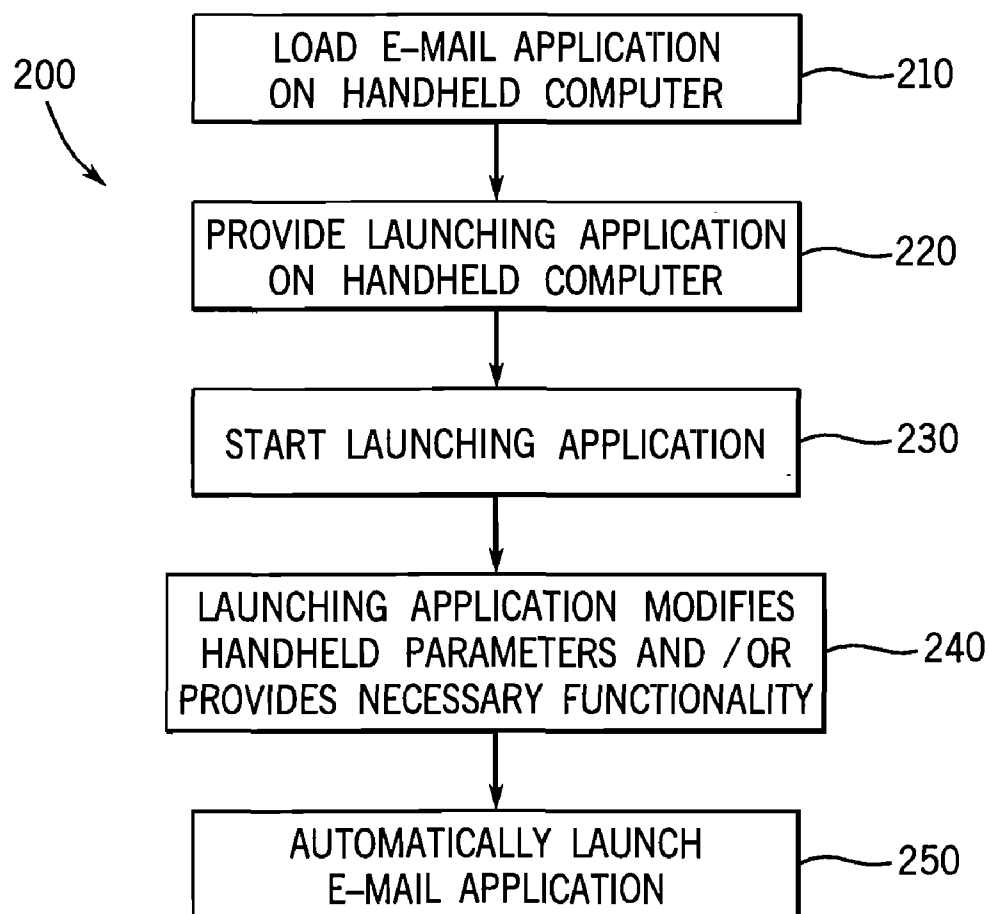 200
LOAD E-MAIL APPLICATION
ON HANDHELD COMPUTER
210
PROVIDE LAUNCHING APPLICATION
ON HANDHELD COMPUTER
220
START LAUNCHING APPLICATION
230
LAUNCHING APPLICATION MODIFIES
HANDHELD PARAMETERS AND /OR
PROVIDES NECESSARY FUNCTIONALITY
240
AUTOMATICALLY LAUNCH
E-MAIL APPLICATION
250